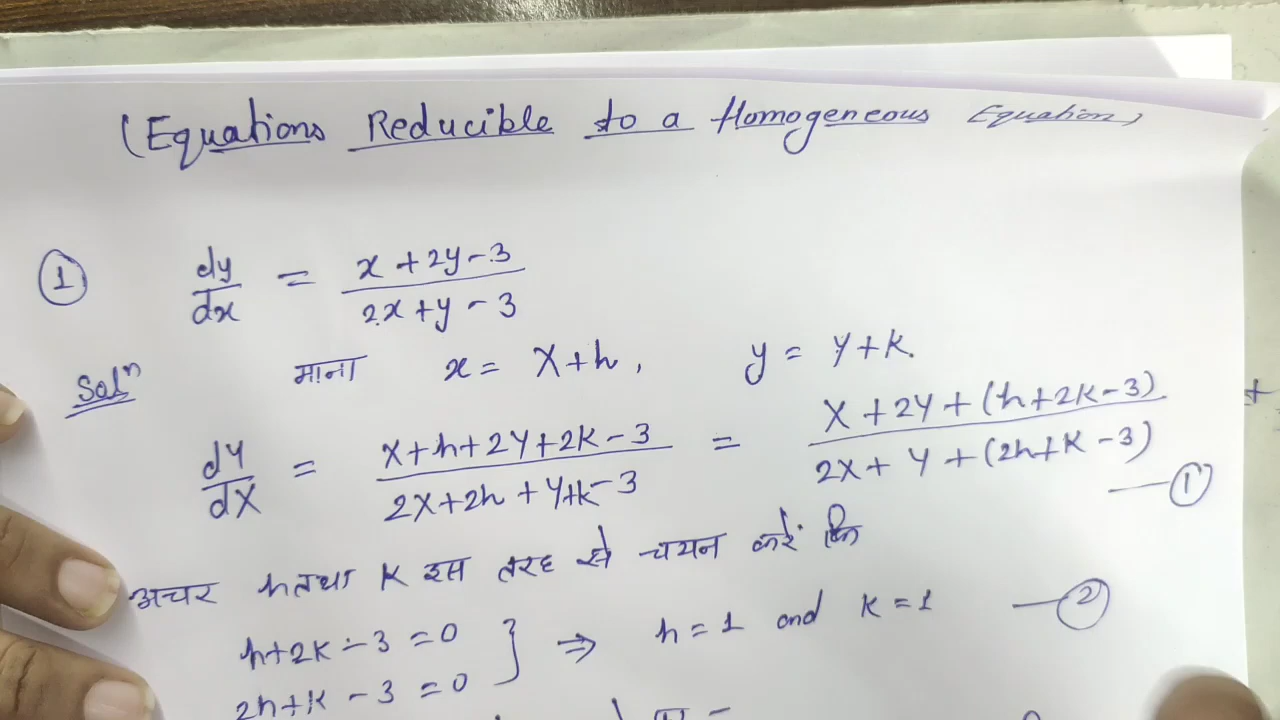 (Equations Reducible to a Homogeneous Equation)
① dy/dx = x+2y-3/2x+y-3
Solⁿ माना x = X+h, y = Y+k.
dY/dX = X+h+2Y+2k-3/2X+2h+Y+k-3 = X+2Y+(h+2k-3)/2X+Y+(2h+k-3) —①
अचर h तथा k इस तरह से चयन करें कि
h+2k-3=0 } ⇒ h=1 and k=1 —②
2h+k-3=0